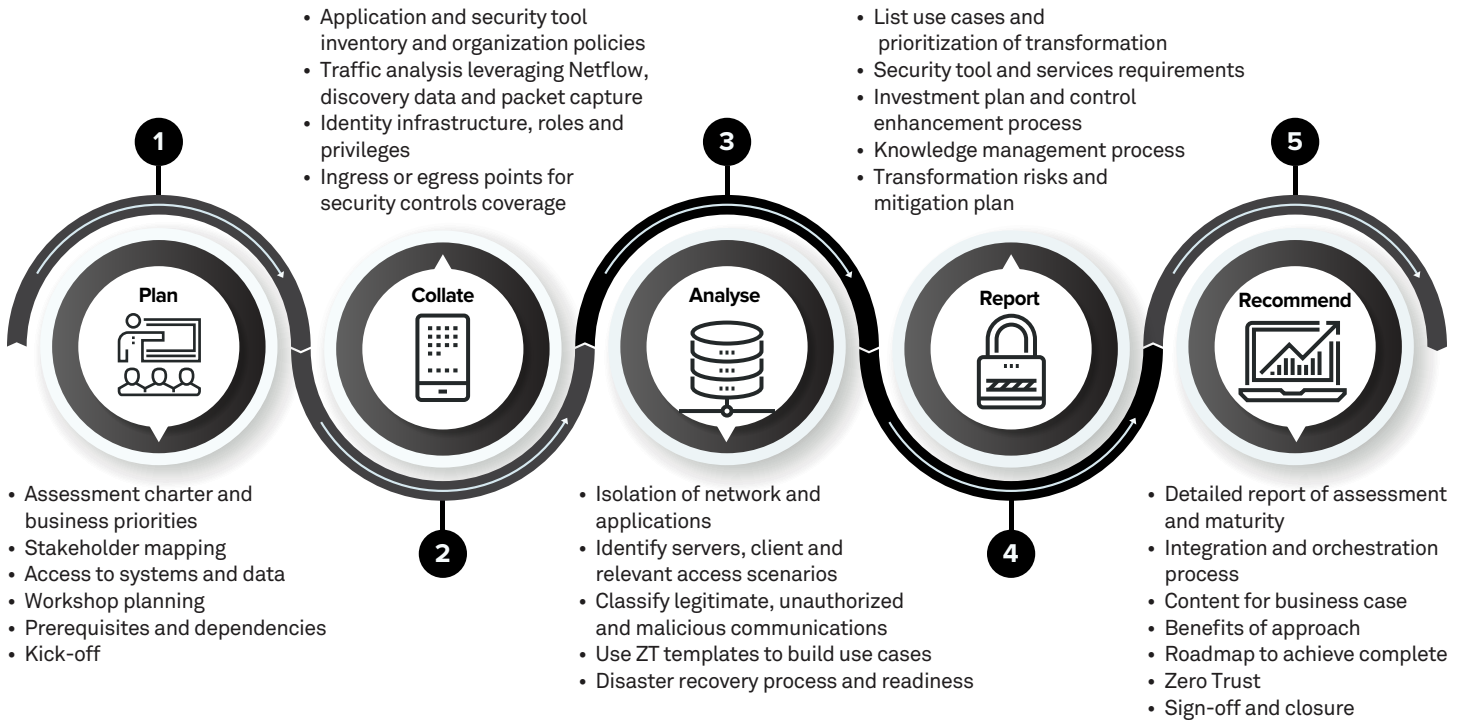 1
Plan
• Assessment charter and
business priorities
• Stakeholder mapping
• Access to systems and data
• Workshop planning
• Prerequisites and dependencies
• Kick-off
• Application and security tool
inventory and organization policies
• Traffic analysis leveraging Netflow,
discovery data and packet capture
• Identity infrastructure, roles and
privileges
• Ingress or egress points for
security controls coverage
Collate
2
3
Analyse
• Isolation of network and
applications
• Identify servers, client and
relevant access scenarios
• Classify legitimate, unauthorized
and malicious communications
• Use ZT templates to build use cases
• Disaster recovery process and readiness
• List use cases and
prioritization of transformation
• Security tool and services requirements
• Investment plan and control
enhancement process
• Knowledge management process
• Transformation risks and
mitigation plan
Report
4
5
Recommend
• Detailed report of assessment
and maturity
• Integration and orchestration
process
• Content for business case
• Benefits of approach
• Roadmap to achieve complete
• Zero Trust
• Sign-off and closure